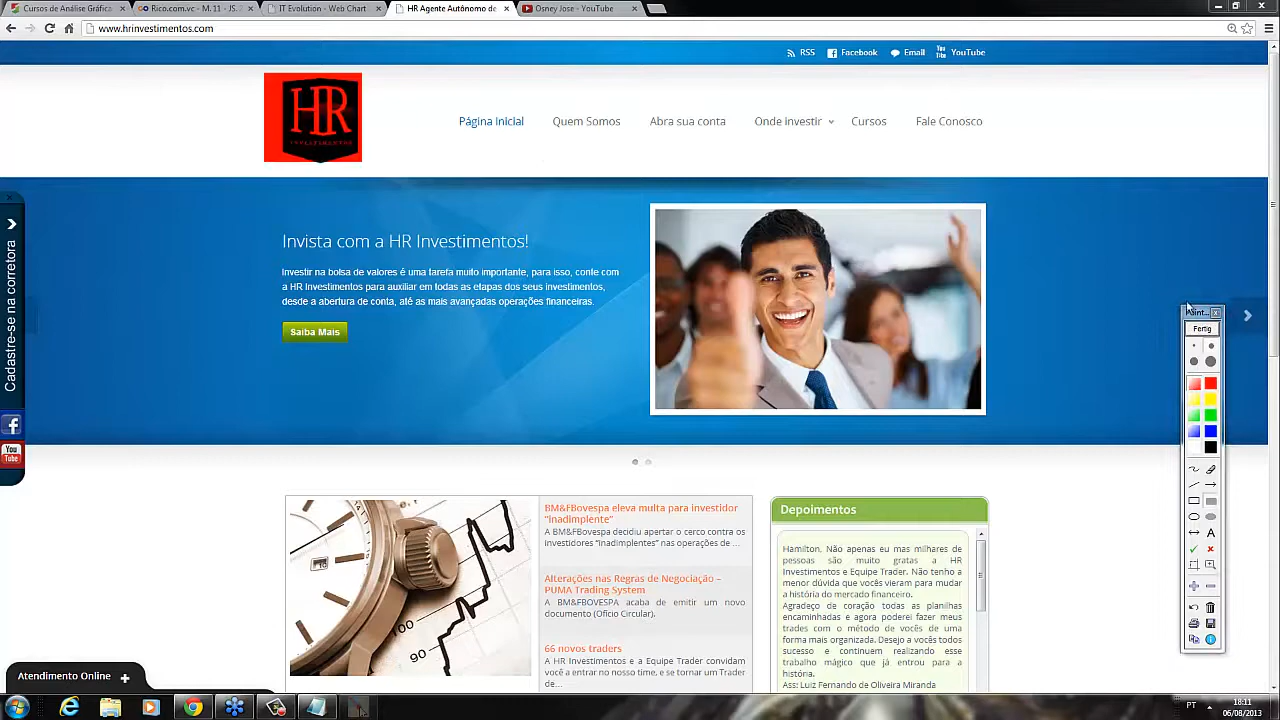 Cursos de Análise Gráfic
Rico.com.vc - M. 11 - JS. 3
IT Evolution - Web Chart
HR Agente Autônomo de
Osney Jose - YouTube
www.hrinvestimentos.com
RSS
Facebook
Email
YouTube
HR
INVESTIMENTOS
Página Inicial
Quem Somos
Abra sua conta
Onde investir
Cursos
Fale Conosco
Cadastre-se na corretora
You
Tube
Invista com a HR Investimentos!
Investir na bolsa de valores é uma tarefa muito importante, para isso, conte com
a HR Investimentos para auxiliar em todas as etapas dos seus investimentos,
desde a abertura de conta, até as mais avançadas operações financeiras.
Saiba Mais
Fertig
A
100
90
BM&FBovespa eleva multa para investidor
“inadimplente”
A BM&FBovespa decidiu apertar o cerco contra os
investidores “inadimplentes” nas operações de ...
Alterações nas Regras de Negociação –
PUMA Trading System
A BM&FBOVESPA acaba de emitir um novo
documento (Ofício Circular),
66 novos traders
A HR Investimentos e a Equipe Trader convidam
você a entrar no nosso time, e se tornar um Trader
de...
Depoimentos
Hamilton, Não apenas eu mas milhares de
pessoas são muito gratas a HR
Investimentos e Equipe Trader. Não tenho a
menor dúvida que vocês vieram para mudar
a história do mercado financeiro.
Agradeço de coração todas as planilhas
encaminhadas e agora poderei fazer meus
trades com o método de vocês de uma
forma mais organizada. Desejo a vocês todos
sucesso e continuem realizando esse
trabalho mágico que já entrou para a
história.
Ass: Luiz Fernando de Oliveira Miranda
Atendimento Online
PT
18:11
06/08/2013